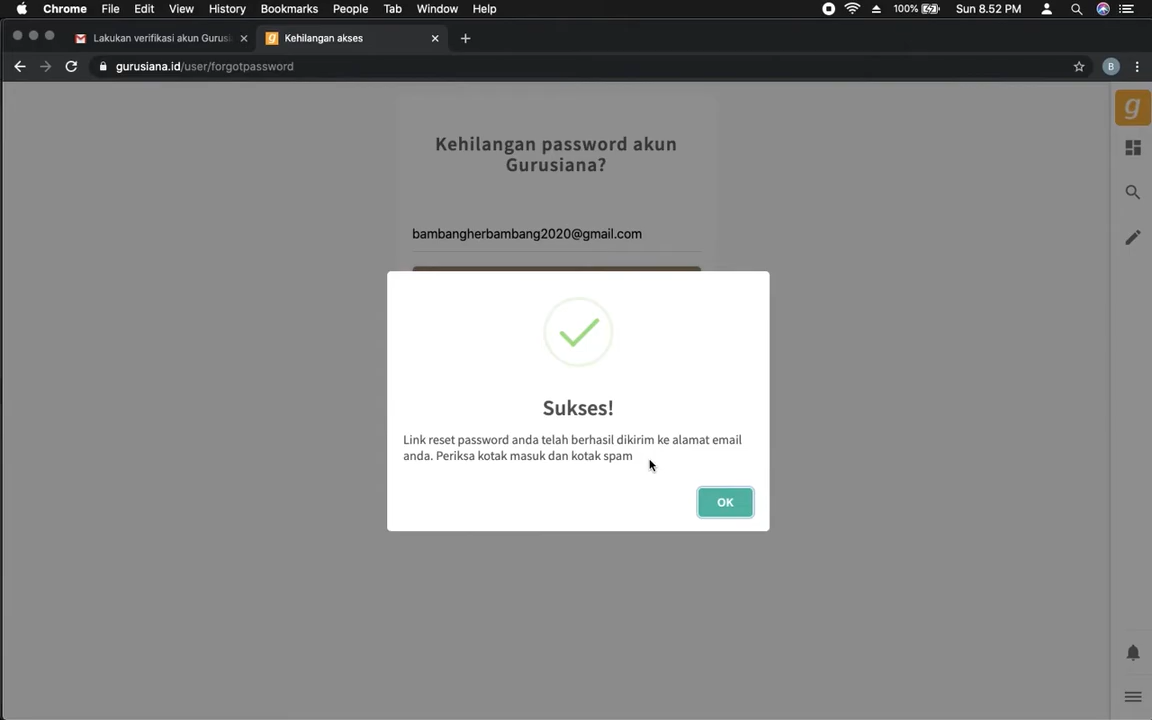 Chrome File Edit View History Bookmarks People Tab Window Help 100% Sun 8.52 PM
Lakukan verifikasi akun Gurusi Kehilangan akses
gurusiana.id/user/forgotpassword B
g
Kehilangan password akun
Gurusiana?
bambangherbambang2020@gmail.com
Sukses!
Link reset password anda telah berhasil dikirim ke alamat email
anda. Periksa kotak masuk dan kotak spam
OK